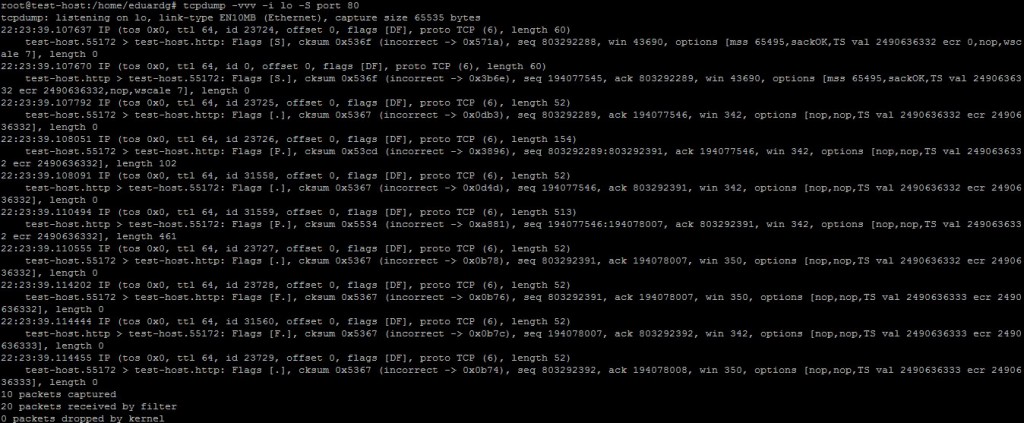 root@test-host:/home/eduardg# tcpdump -vvv -i lo -S port 80
tcpdump: listening on lo, link-type EN10MB (Ethernet), capture size 65535 bytes
22:23:39.107637 IP (tos 0x0, ttl 64, id 23724, offset 0, flags [DF], proto TCP (6), length 60)
    test-host.55172 > test-host.http: Flags [S], cksum 0x536f (incorrect -> 0x571a), seq 803292288, win 43690, options [mss 65495,sackOK,TS val 2490636332 ecr 0,nop,wsc
ale 7], length 0
22:23:39.107670 IP (tos 0x0, ttl 64, id 0, offset 0, flags [DF], proto TCP (6), length 60)
    test-host.http > test-host.55172: Flags [S.], cksum 0x536f (incorrect -> 0x3b6e), seq 194077545, ack 803292289, win 43690, options [mss 65495,sackOK,TS val 24906363
32 ecr 2490636332,nop,wscale 7], length 0
22:23:39.107792 IP (tos 0x0, ttl 64, id 23725, offset 0, flags [DF], proto TCP (6), length 52)
    test-host.55172 > test-host.http: Flags [.], cksum 0x5367 (incorrect -> 0x0db3), seq 803292289, ack 194077546, win 342, options [nop,nop,TS val 2490636332 ecr 24906
36332], length 0
22:23:39.108051 IP (tos 0x0, ttl 64, id 23726, offset 0, flags [DF], proto TCP (6), length 154)
    test-host.55172 > test-host.http: Flags [P.], cksum 0x53cd (incorrect -> 0x3896), seq 803292289:803292391, ack 194077546, win 342, options [nop,nop,TS val 249063633
2 ecr 2490636332], length 102
22:23:39.108091 IP (tos 0x0, ttl 64, id 31558, offset 0, flags [DF], proto TCP (6), length 52)
    test-host.http > test-host.55172: Flags [.], cksum 0x5367 (incorrect -> 0x0d4d), seq 194077546, ack 803292391, win 342, options [nop,nop,TS val 2490636332 ecr 24906
36332], length 0
22:23:39.110494 IP (tos 0x0, ttl 64, id 31559, offset 0, flags [DF], proto TCP (6), length 513)
    test-host.http > test-host.55172: Flags [P.], cksum 0x5534 (incorrect -> 0xa881), seq 194077546:194078007, ack 803292391, win 342, options [nop,nop,TS val 249063633
2 ecr 2490636332], length 461
22:23:39.110555 IP (tos 0x0, ttl 64, id 23727, offset 0, flags [DF], proto TCP (6), length 52)
    test-host.55172 > test-host.http: Flags [.], cksum 0x5367 (incorrect -> 0x0b78), seq 803292391, ack 194078007, win 350, options [nop,nop,TS val 2490636332 ecr 24906
36332], length 0
22:23:39.114202 IP (tos 0x0, ttl 64, id 23728, offset 0, flags [DF], proto TCP (6), length 52)
    test-host.55172 > test-host.http: Flags [F.], cksum 0x5367 (incorrect -> 0x0b76), seq 803292391, ack 194078007, win 350, options [nop,nop,TS val 2490636333 ecr 2490
636332], length 0
22:23:39.114444 IP (tos 0x0, ttl 64, id 31560, offset 0, flags [DF], proto TCP (6), length 52)
    test-host.http > test-host.55172: Flags [F.], cksum 0x5367 (incorrect -> 0x0b7c), seq 194078007, ack 803292392, win 342, options [nop,nop,TS val 2490636333 ecr 2490
636333], length 0
22:23:39.114455 IP (tos 0x0, ttl 64, id 23729, offset 0, flags [DF], proto TCP (6), length 52)
    test-host.55172 > test-host.http: Flags [.], cksum 0x5367 (incorrect -> 0x0b74), seq 803292392, ack 194078008, win 350, options [nop,nop,TS val 2490636333 ecr 24906
36333], length 0
10 packets captured
20 packets received by filter
0 packets dropped by kernel